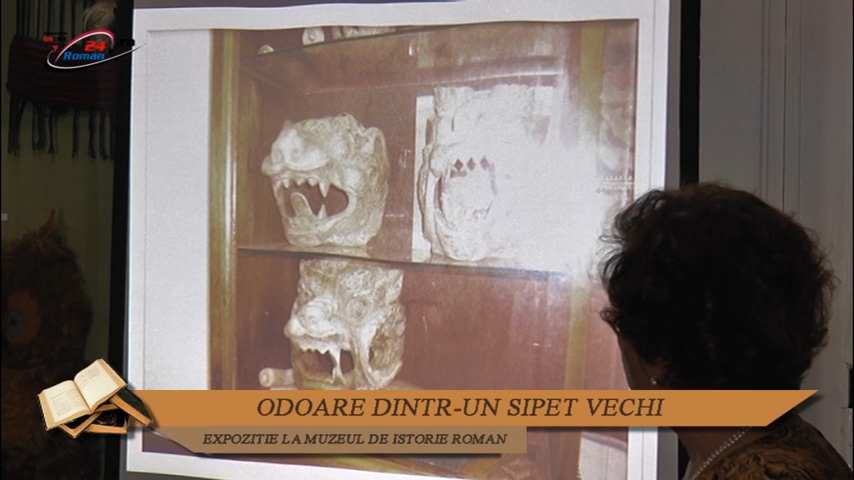 24
Roman
ODOARE DINTR-UN SIPET VECHI
EXPOZITIE LA MUZEUL DE ISTORIE ROMAN